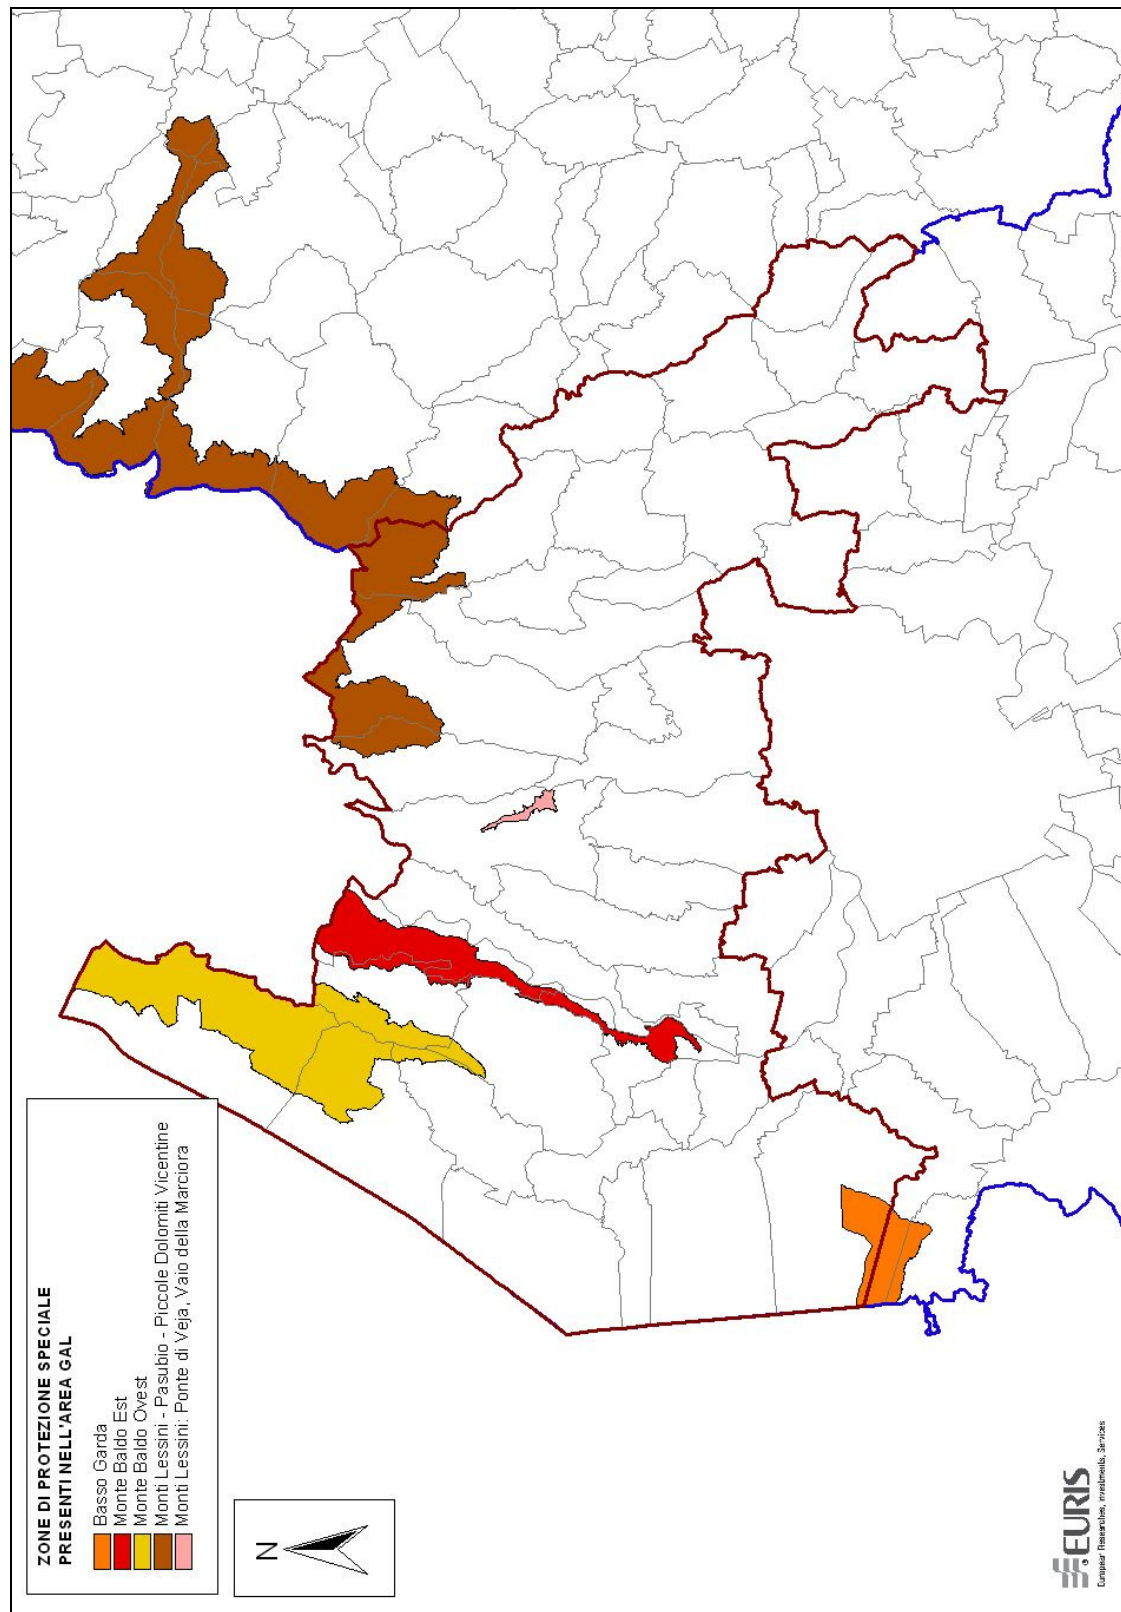 ZONE DI PROTEZIONE SPECIALE
PRESENTI NELL'AREA GAL
Basso Garda
Monte Baldo Est
Monte Baldo Ovest
Monti Lessini - Pasubio - Piccole Dolomiti Vicentine
Monti Lessini: Ponte di Veja, Vaio della Marciora
N
EURIS
European Researches, Investments, Services